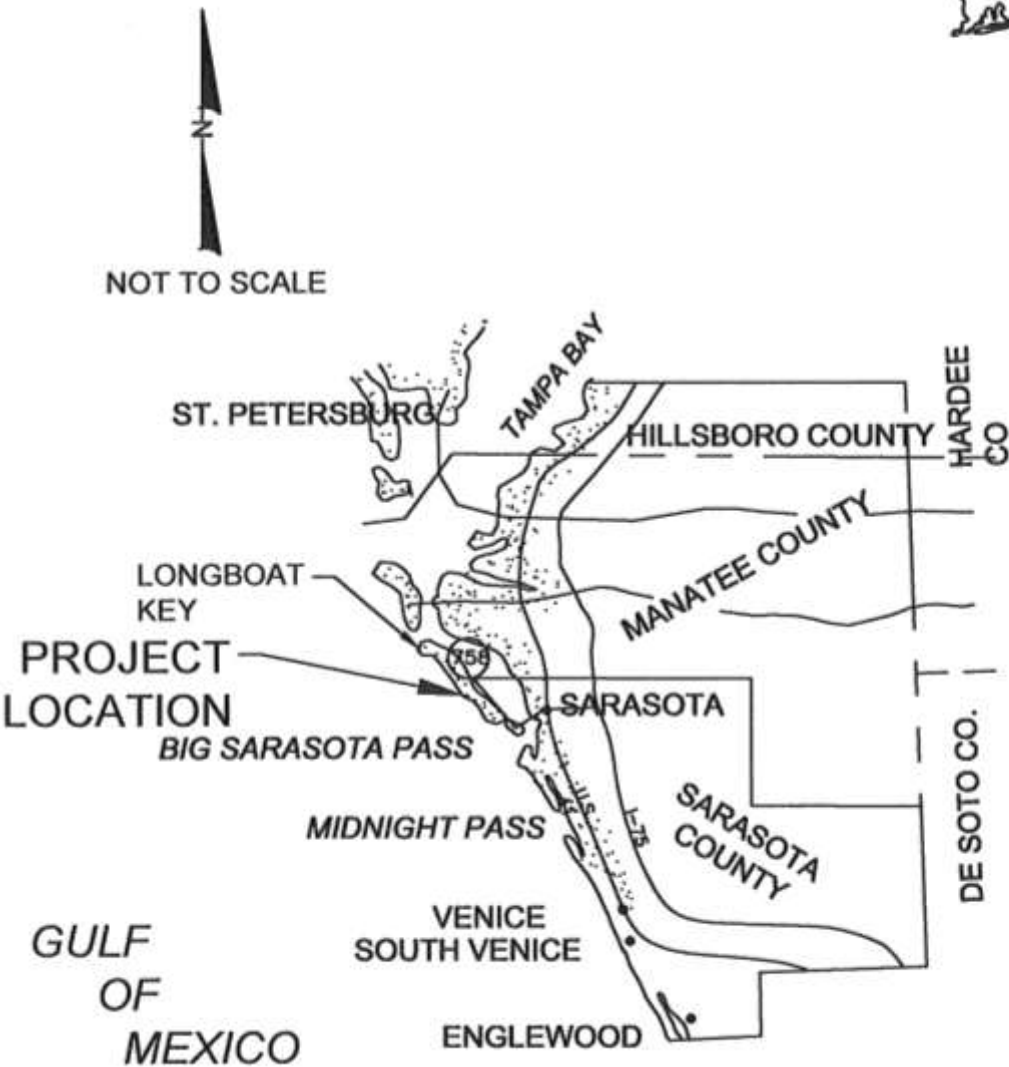 N
NOT TO SCALE
ST. PETERSBURG
TAMPA BAY
HILLSBORO COUNTY
HARDEE
CO
MANATEE COUNTY
LONGBOAT
KEY
PROJECT
LOCATION
758
SARASOTA
BIG SARASOTA PASS
U.S.
I-75
MIDNIGHT PASS
SARASOTA
COUNTY
DE SOTO CO.
VENICE
SOUTH VENICE
GULF
OF
MEXICO
ENGLEWOOD